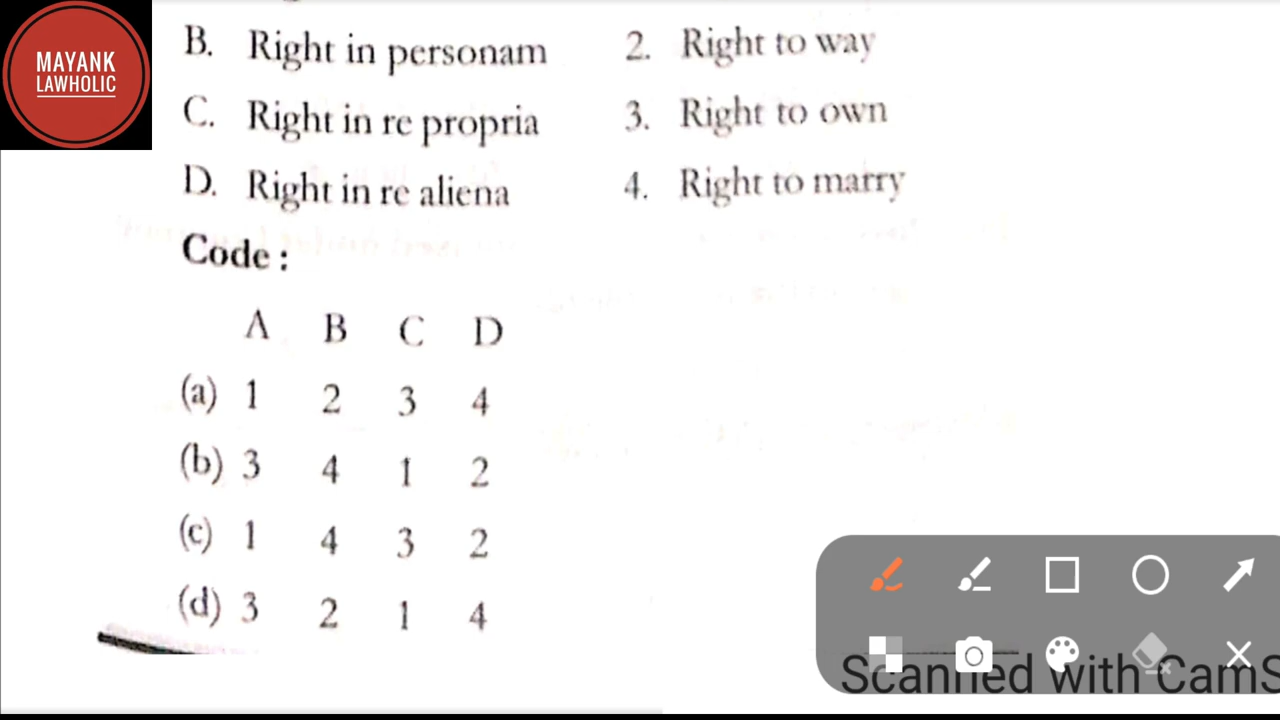 MAYANK
LAWHOLIC
B. Right in personam 2. Right to way
C. Right in re propria 3. Right to own
D. Right in re aliena 4. Right to marry
Code :
A B C D
(a) 1 2 3 4
(b) 3 4 1 2
(c) 1 4 3 2
(d) 3 2 1 4
Scanned with CamS